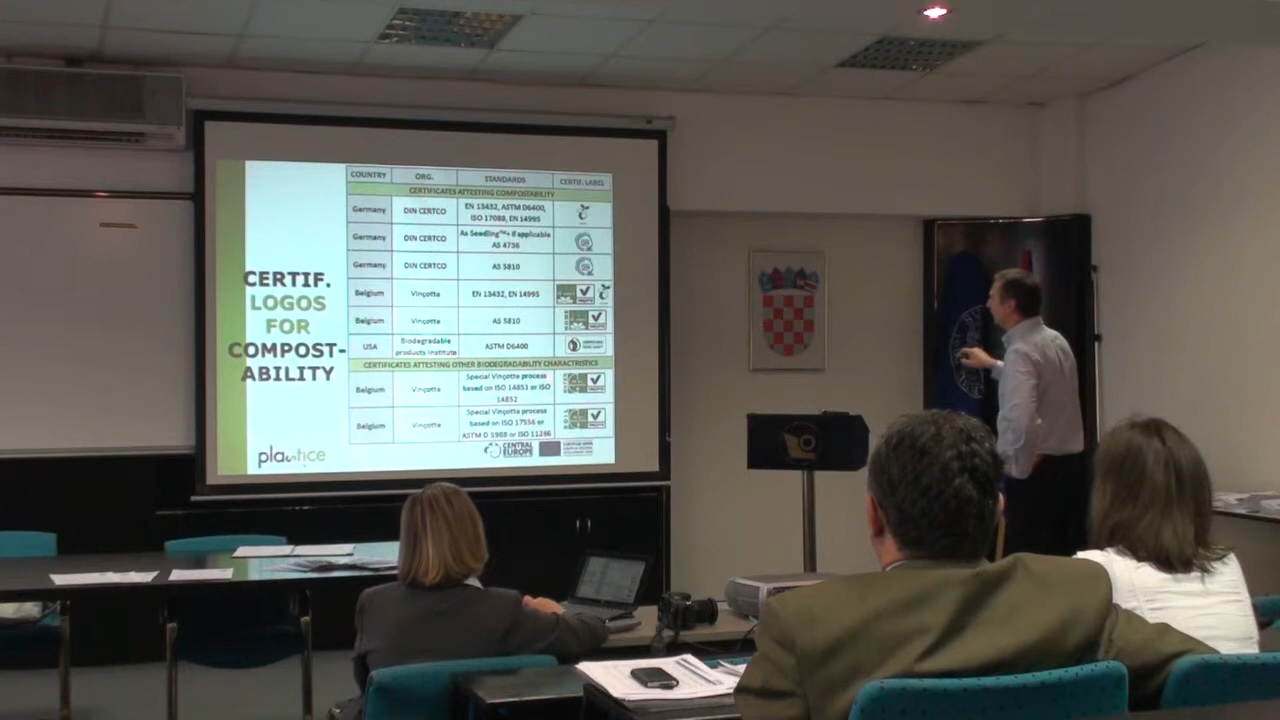 CERTIF.
LOGOS
FOR
COMPOST-
ABILITY
COUNTRY ORG. STANDARDS CERTIF. LABEL
CERTIFICATES ATTESTING COMPOSTABILITY
Germany DIN CERTCO EN 13432, ASTM D6400,
ISO 17088, EN 14995
Germany DIN CERTCO As Seedling™+ if applicable
AS 4736
Germany DIN CERTCO AS 5810
Belgium Vinçotte EN 13432, EN 14995
Belgium Vinçotte AS 5810
USA Biodegradable
products institute ASTM D6400
CERTIFICATES ATTESTING OTHER BIODEGRADABILITY CHARACTRISTICS
Belgium Vinçotte Special Vinçotte process
based on ISO 14851 or ISO
14852
Belgium Vinçotte Special Vinçotte process
based on ISO 17556 or
ASTM D 5988 or ISO 11266
plastice
CENTRAL
EUROPE